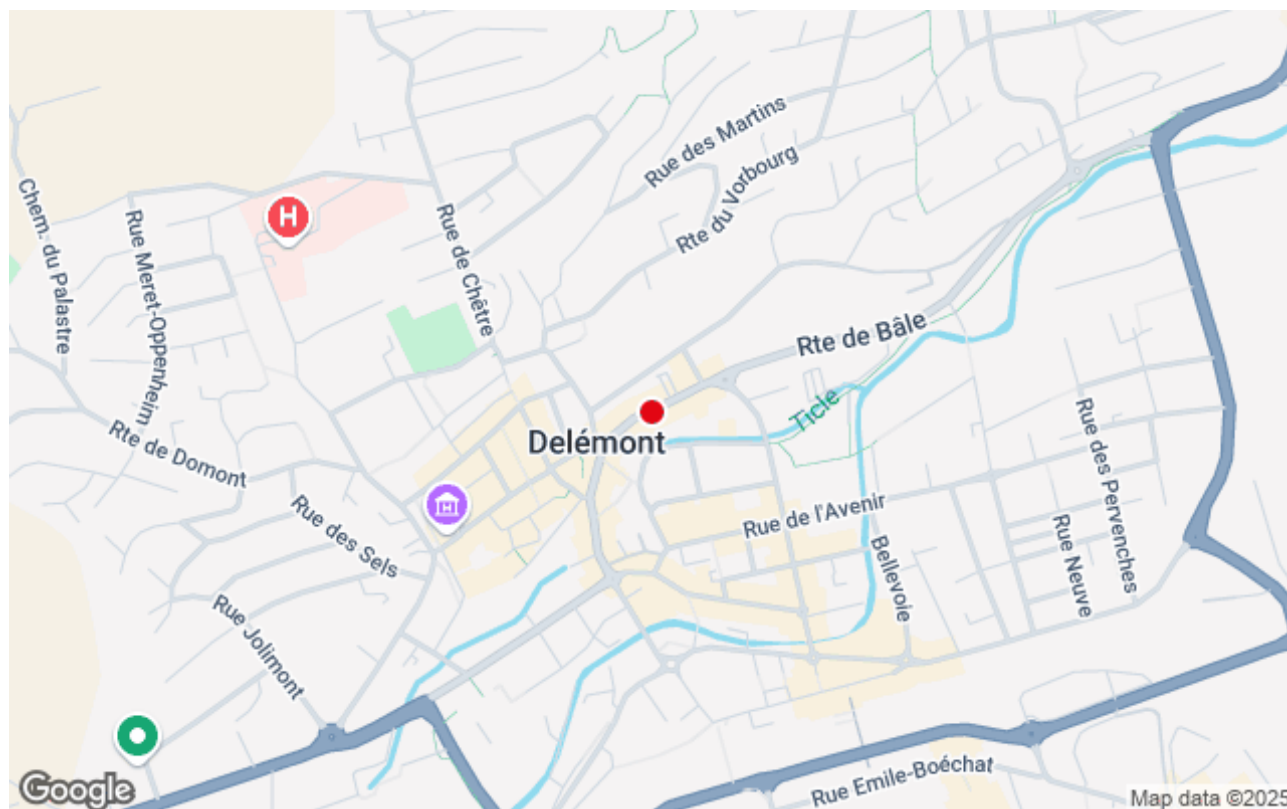 Rue des Martins
Rte du Vorbourg
Chem. du Palastre
Rue Meret-Oppenheim
H
Rue de Chêtre
Rte de Bâle
Ticle
Delémont
Rte de Domont
Rue des Sels
Rue Jolimont
Rue de l'Avenir
Bellevoie
Rue Neuve
Rue des Pervenches
Rue Emile-Boéchat
Google
Map data ©2025